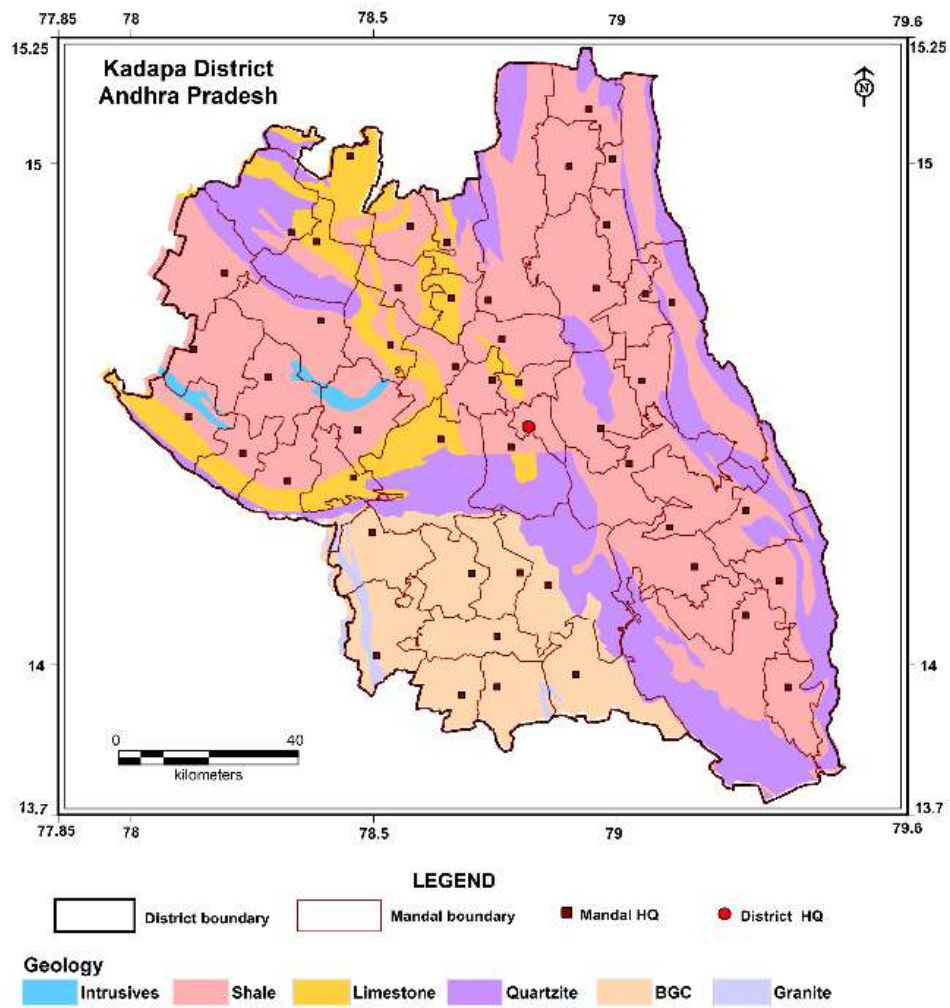 77.85 78 78.5 79 79.6
15.25 15.25
Kadapa District
Andhra Pradesh
N
15 15
14 14
0 40
kilometers
13.7 13.7
77.85 78 78.5 79 79.6
LEGEND
District boundary Mandal boundary Mandal HQ District HQ
Geology
Intrusives Shale Limestone Quartzite BGC Granite